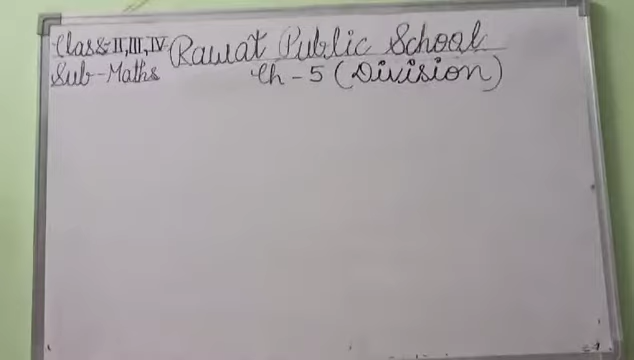 Class-II,III,IV Rawat Public School
Sub-Maths Ch-5 (Division)